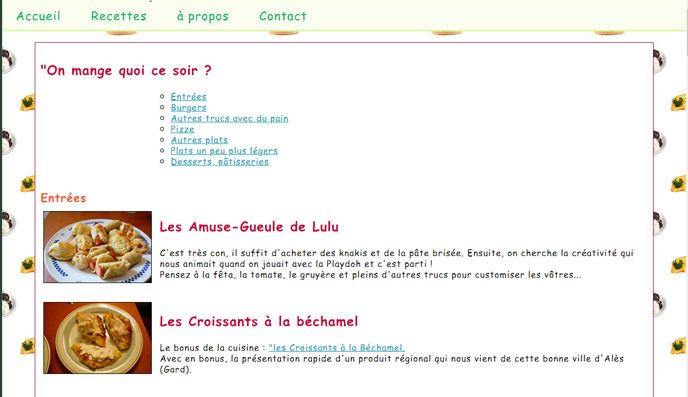 Accueil Recettes à propos Contact
"On mange quoi ce soir ?
Entrées
Burgers
Autres trucs avec du pain
Pizze
Autres plats
Plats un peu plus légers
Desserts, pâtisseries
Entrées
Les Amuse-Gueule de Lulu
C'est très con, il suffit d'acheter des knakis et de la pâte brisée. Ensuite, on cherche la créativité qui
nous animait quand on jouait avec la Playdoh et c'est parti !
Pensez à la fêta, la tomate, le gruyère et pleins d'autres trucs pour customiser les vôtres...
Les Croissants à la béchamel
Le bonus de la cuisine : "les Croissants à la Béchamel.
Avec en bonus, la présentation rapide d'un produit régional qui nous vient de cette bonne ville d'Alès
(Gard).